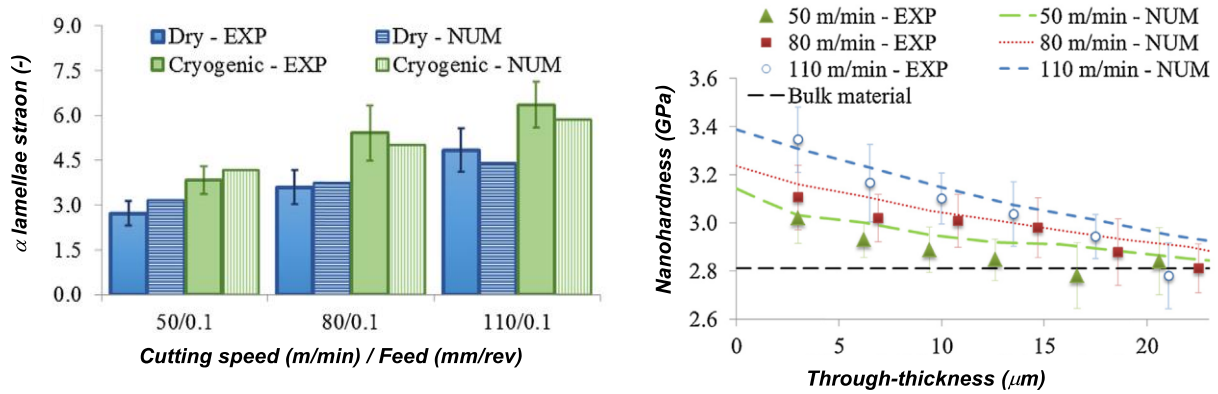 9.0
7.5
6.0
4.5
3.0
1.5
0.0
α lamellae straon (-)
Dry - EXP
Dry - NUM
Cryogenic - EXP
Cryogenic - NUM
50/0.1
80/0.1
110/0.1
Cutting speed (m/min) / Feed (mm/rev)
50 m/min - EXP
50 m/min - NUM
80 m/min - EXP
80 m/min - NUM
110 m/min - EXP
110 m/min - NUM
Bulk material
3.6
3.4
3.2
3.0
2.8
2.6
Nanohardness (GPa)
0
5
10
15
20
Through-thickness (μm)